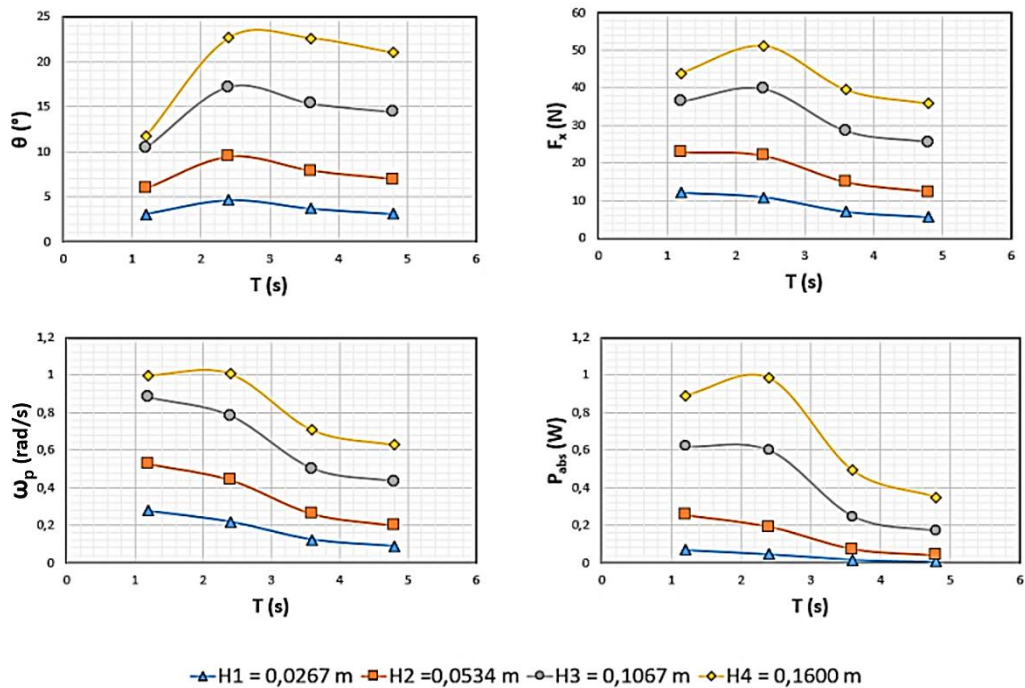 25
20
15
10
5
0
θ (°)
0 1 2 3 4 5 6
T (s)
60
50
40
30
20
10
0
Fx (N)
0 1 2 3 4 5 6
T (s)
1,2
1
0,8
0,6
0,4
0,2
0
ωp (rad/s)
0 1 2 3 4 5 6
T (s)
1,2
1
0,8
0,6
0,4
0,2
0
Pabs (W)
0 1 2 3 4 5 6
T (s)
H1 = 0,0267 m H2 =0,0534 m H3 = 0,1067 m H4 = 0,1600 m